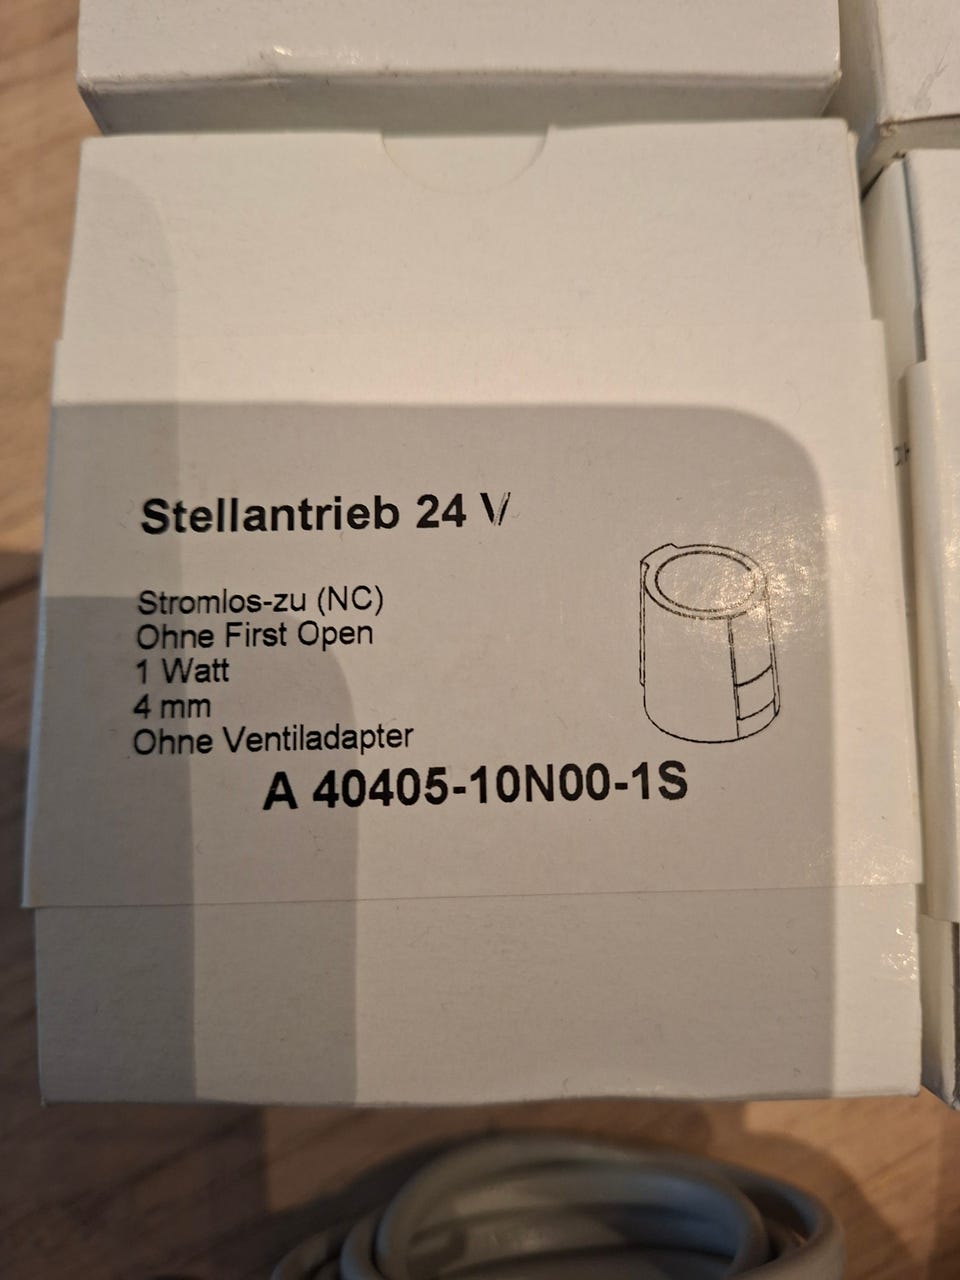 Stellantrieb 24 V
Stromlos-zu (NC)
Ohne First Open
1 Watt
4 mm
Ohne Ventiladapter
A 40405-10N00-1S